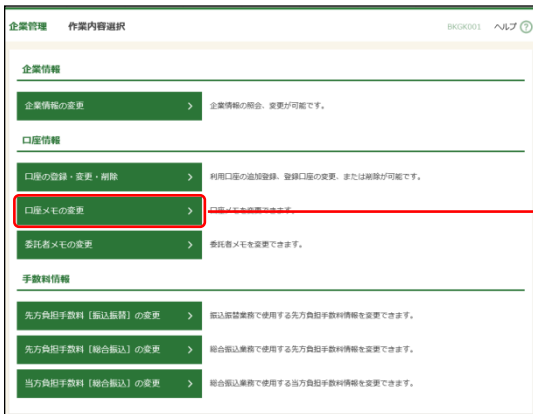 企業管理 作業内容選択 BKGK001 ヘルプ ?
企業情報
企業情報の変更 > 企業情報の照会、変更が可能です。
口座情報
口座の登録・変更・削除 > 利用口座の追加登録、登録口座の変更、または削除が可能です。
口座メモの変更 > 口座メモを変更できます。
委託者メモの変更 > 委託者メモを変更できます。
手数料情報
先方負担手数料［振込振替］の変更 > 振込振替業務で使用する先方負担手数料情報を変更できます。
先方負担手数料［総合振込］の変更 > 総合振込業務で使用する先方負担手数料情報を変更できます。
当方負担手数料［総合振込］の変更 > 総合振込業務で使用する当方負担手数料情報を変更できます。